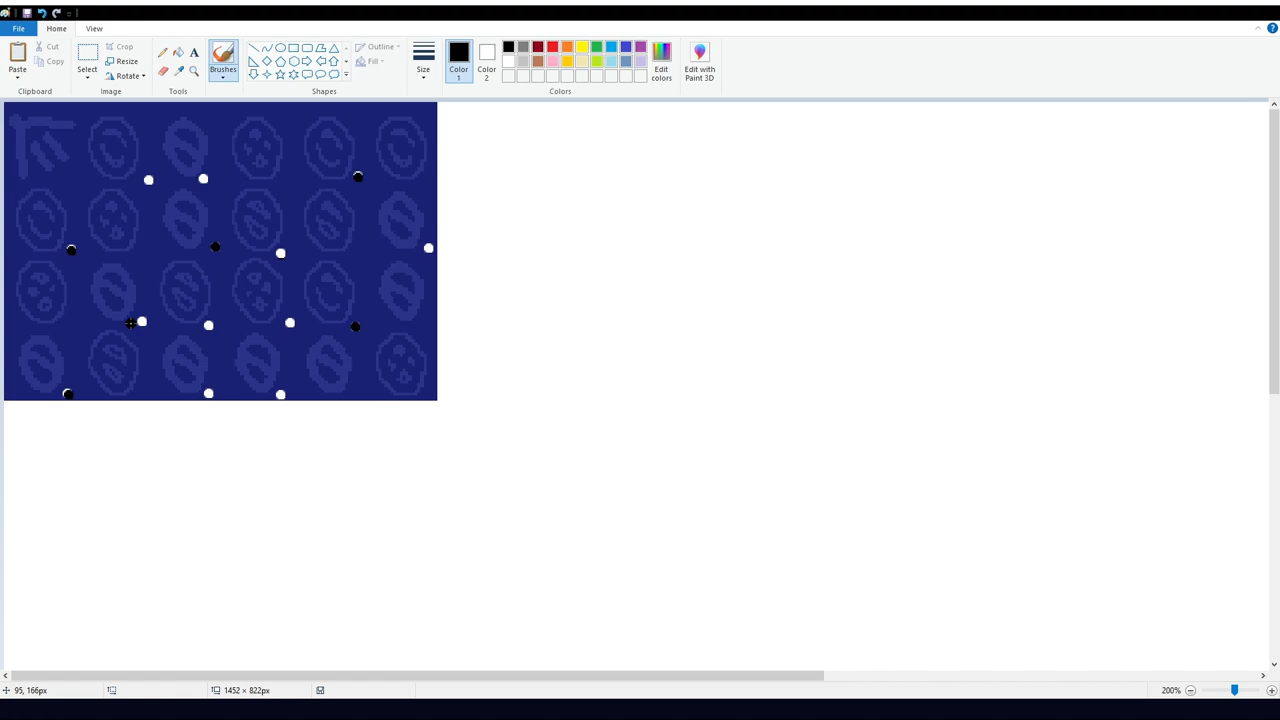 File Home View
Cut
Copy
Paste
Clipboard
Select
Crop
Resize
Rotate
Image
Tools
Brushes
Outline
Fill
Shapes
Size
Color 1
Color 2
Edit colors
Edit with Paint 3D
Colors
95, 166px
1452 × 822px
200%